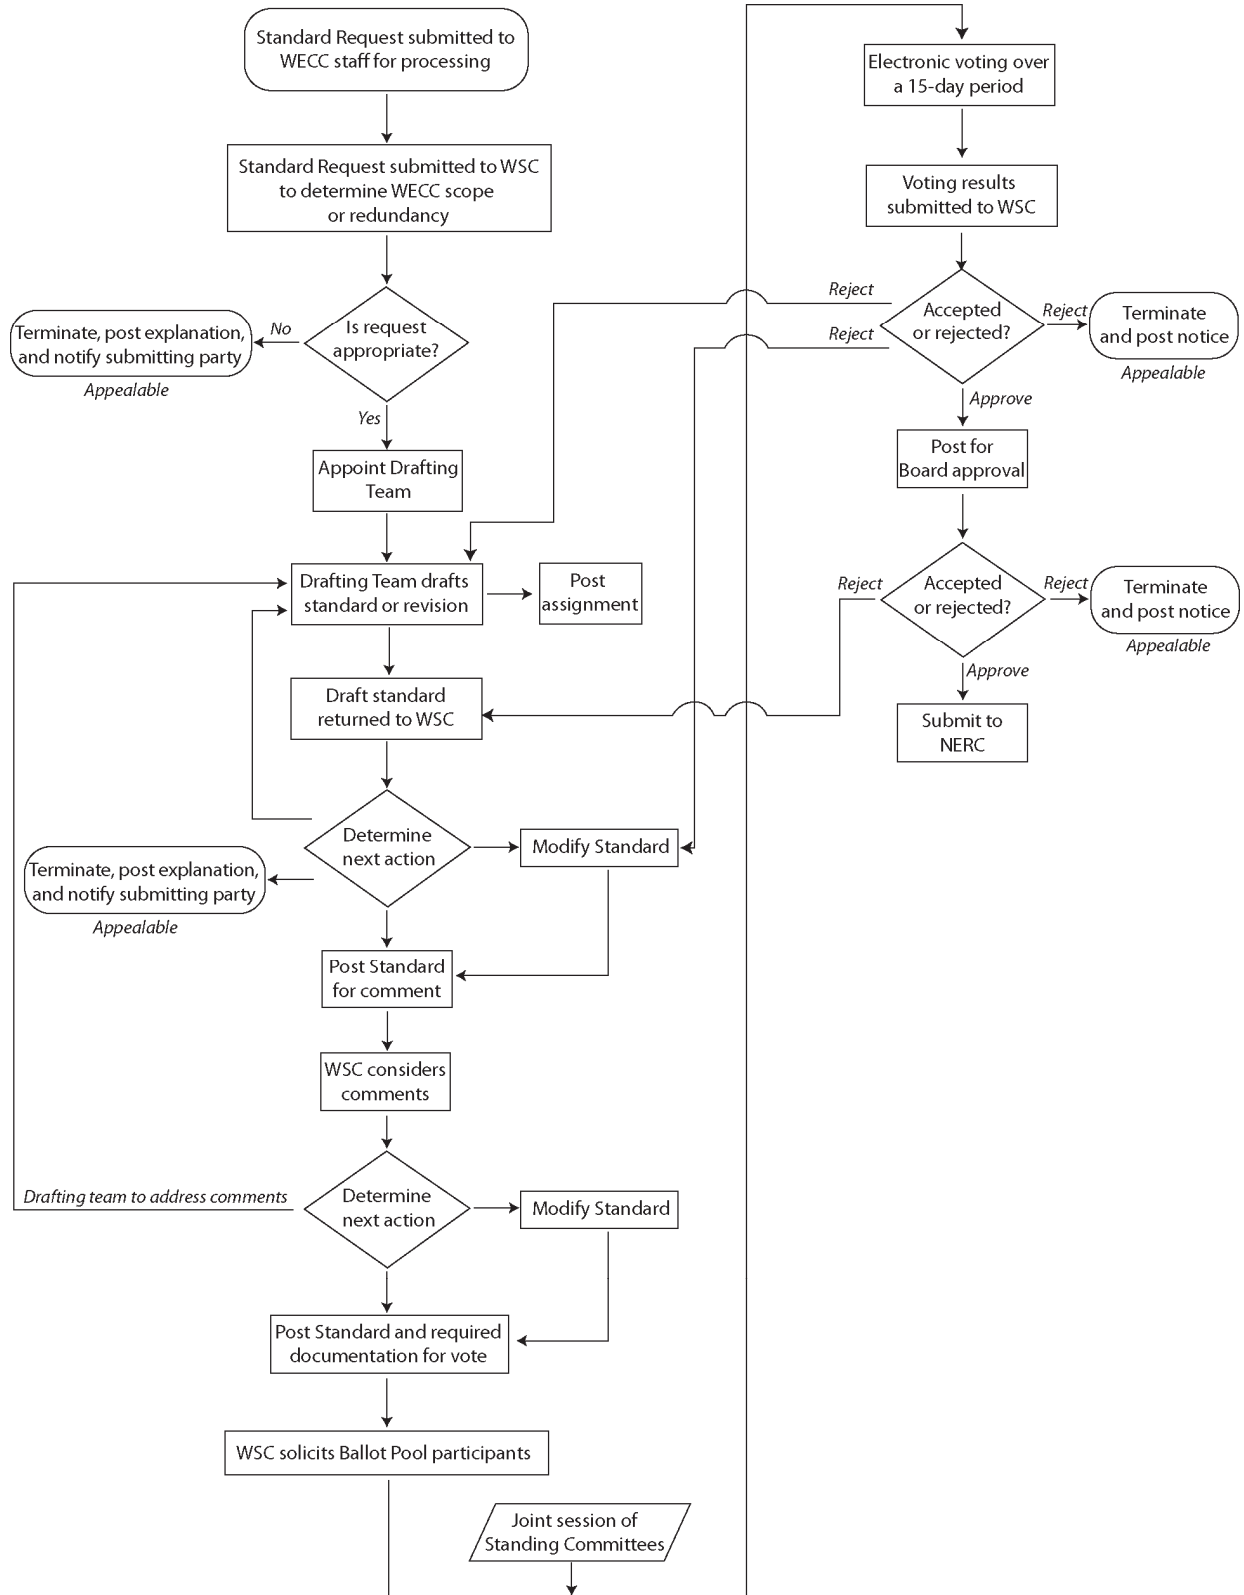 Standard Request submitted to
WECC staff for processing
Standard Request submitted to WSC
to determine WECC scope
or redundancy
Is request
appropriate?
No
Terminate, post explanation,
and notify submitting party
Appealable
Yes
Appoint Drafting
Team
Drafting Team drafts
standard or revision
Post
assignment
Draft standard
returned to WSC
Determine
next action
Modify Standard
Terminate, post explanation,
and notify submitting party
Appealable
Post Standard
for comment
WSC considers
comments
Drafting team to address comments
Determine
next action
Modify Standard
Post Standard and required
documentation for vote
WSC solicits Ballot Pool participants
Joint session of
Standing Committees
Electronic voting over
a 15-day period
Voting results
submitted to WSC
Reject
Reject
Accepted
or rejected?
Reject
Terminate
and post notice
Appealable
Approve
Post for
Board approval
Reject
Accepted
or rejected?
Reject
Terminate
and post notice
Appealable
Approve
Submit to
NERC